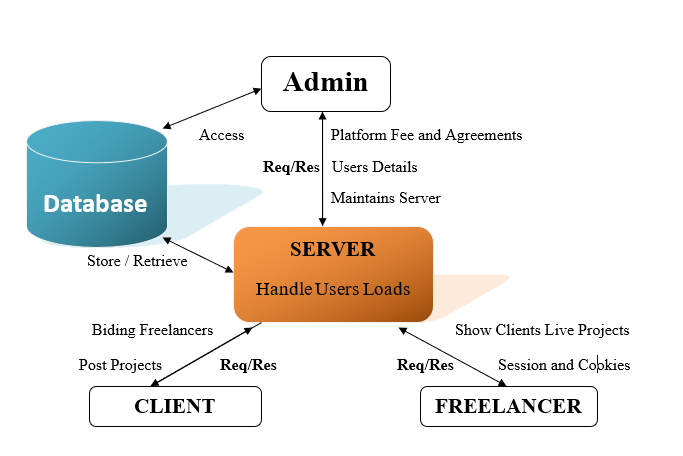 Admin
Access
Platform Fee and Agreements
Req/Res
Users Details
Maintains Server
Database
Store / Retrieve
SERVER
Handle Users Loads
Biding Freelancers
Show Clients Live Projects
Post Projects
Req/Res
Req/Res
Session and Cookies
CLIENT
FREELANCER